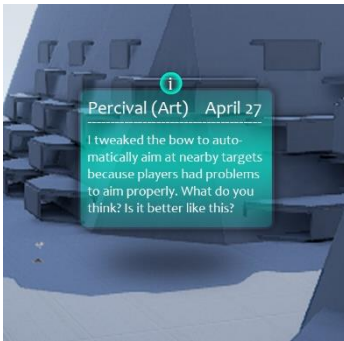 i
Percival (Art) April 27
I tweaked the bow to auto-
matically aim at nearby targets
because players had problems
to aim properly. What do you
think? Is it better like this?